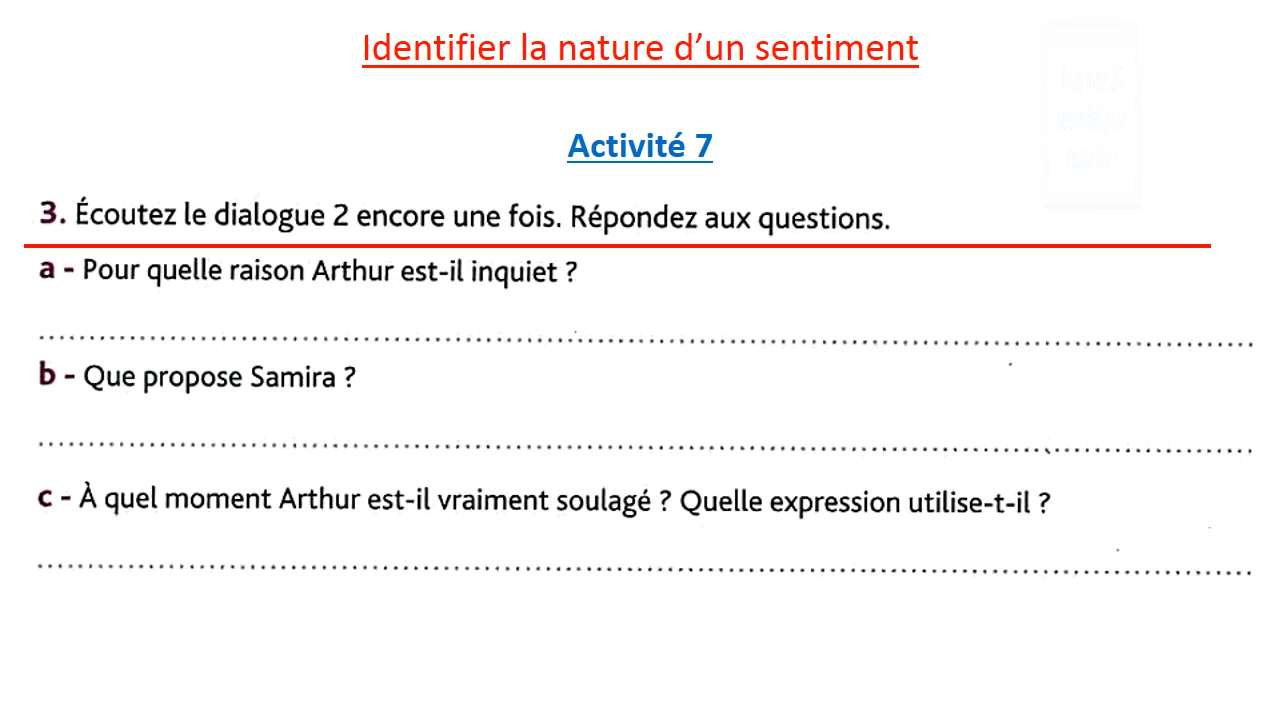 Identifier la nature d’un sentiment
Activité 7
3. Écoutez le dialogue 2 encore une fois. Répondez aux questions.
a - Pour quelle raison Arthur est-il inquiet ?
b - Que propose Samira ?
c - À quel moment Arthur est-il vraiment soulagé ? Quelle expression utilise-t-il ?